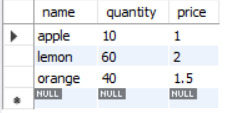 name quantity price
apple 10 1
lemon 60 2
orange 40 1.5
NULL NULL NULL